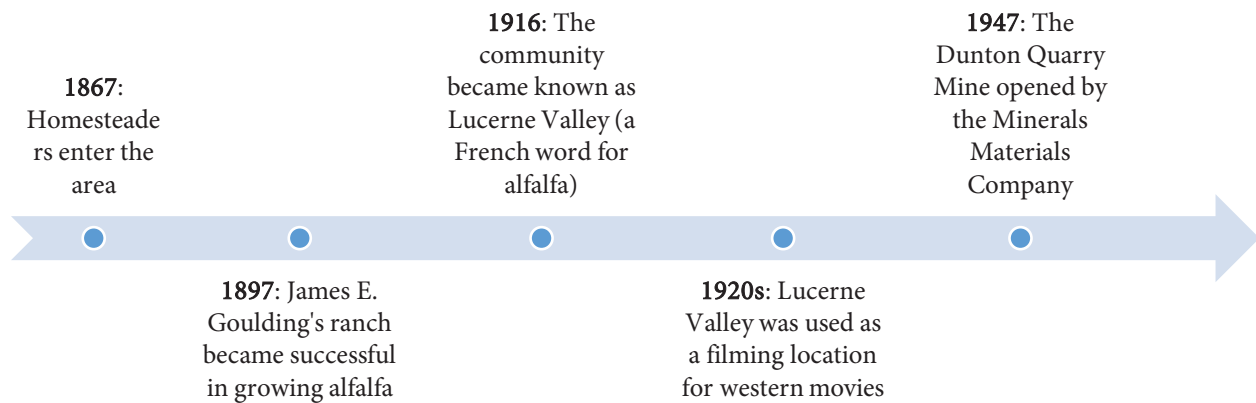 1867:
Homesteade
rs enter the
area
1897: James E.
Goulding's ranch
became successful
in growing alfalfa
1916: The
community
became known as
Lucerne Valley (a
French word for
alfalfa)
1920s: Lucerne
Valley was used as
a filming location
for western movies
1947: The
Dunton Quarry
Mine opened by
the Minerals
Materials
Company